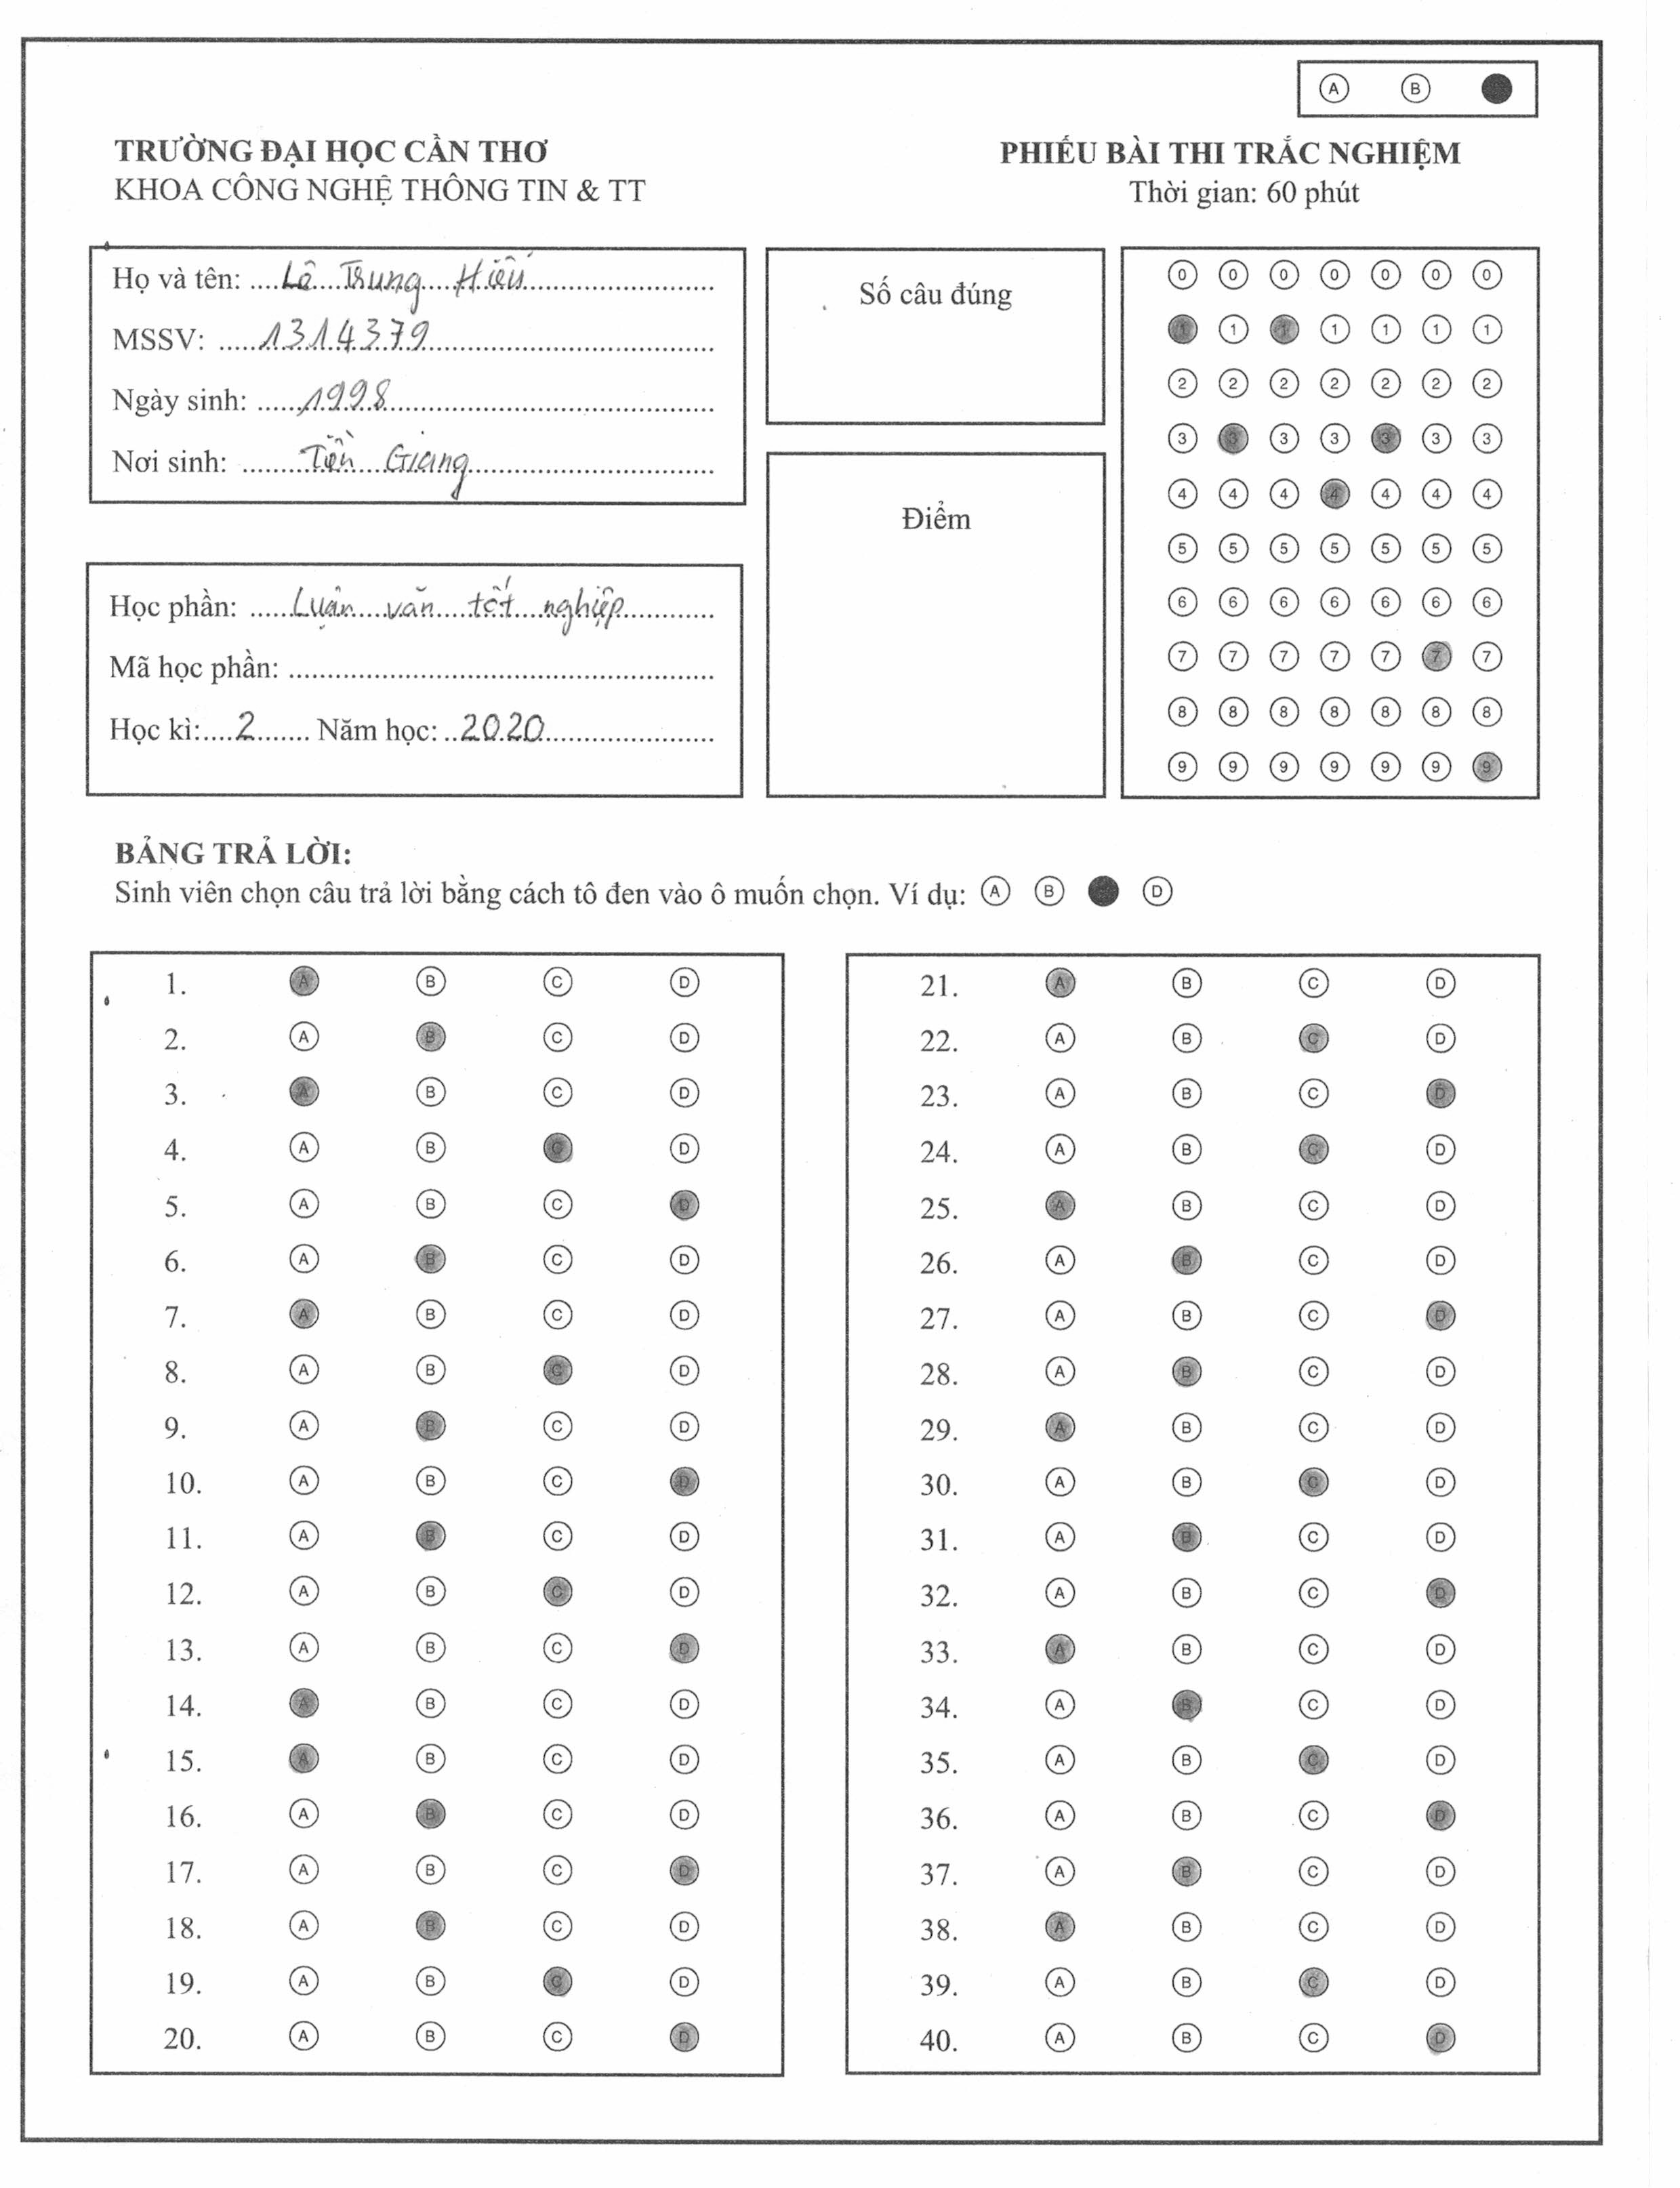 A B
TRƯỜNG ĐẠI HỌC CẦN THƠ
KHOA CÔNG NGHỆ THÔNG TIN & TT
PHIẾU BÀI THI TRẮC NGHIỆM
Thời gian: 60 phút
Họ và tên: ....Lê Trung Hiếu
MSSV: .....1314379
Ngày sinh: ......1998
Nơi sinh: ........Tiền Giang
Học phần: .....Luận văn tốt nghiệp
Mã học phần: ..............................
Học kì:....2....... Năm học: ..2020
Số câu đúng
Điểm
0 0 0 0 0 0 0
1 1 1 1 1 1 1
2 2 2 2 2 2 2
3 3 3 3 3 3 3
4 4 4 4 4 4 4
5 5 5 5 5 5 5
6 6 6 6 6 6 6
7 7 7 7 7 7 7
8 8 8 8 8 8 8
9 9 9 9 9 9 9
BẢNG TRẢ LỜI:
Sinh viên chọn câu trả lời bằng cách tô đen vào ô muốn chọn. Ví dụ: A B D
1. A B C D
2. A B C D
3. A B C D
4. A B C D
5. A B C D
6. A B C D
7. A B C D
8. A B C D
9. A B C D
10. A B C D
11. A B C D
12. A B C D
13. A B C D
14. A B C D
15. A B C D
16. A B C D
17. A B C D
18. A B C D
19. A B C D
20. A B C D
21. A B C D
22. A B C D
23. A B C D
24. A B C D
25. A B C D
26. A B C D
27. A B C D
28. A B C D
29. A B C D
30. A B C D
31. A B C D
32. A B C D
33. A B C D
34. A B C D
35. A B C D
36. A B C D
37. A B C D
38. A B C D
39. A B C D
40. A B C D